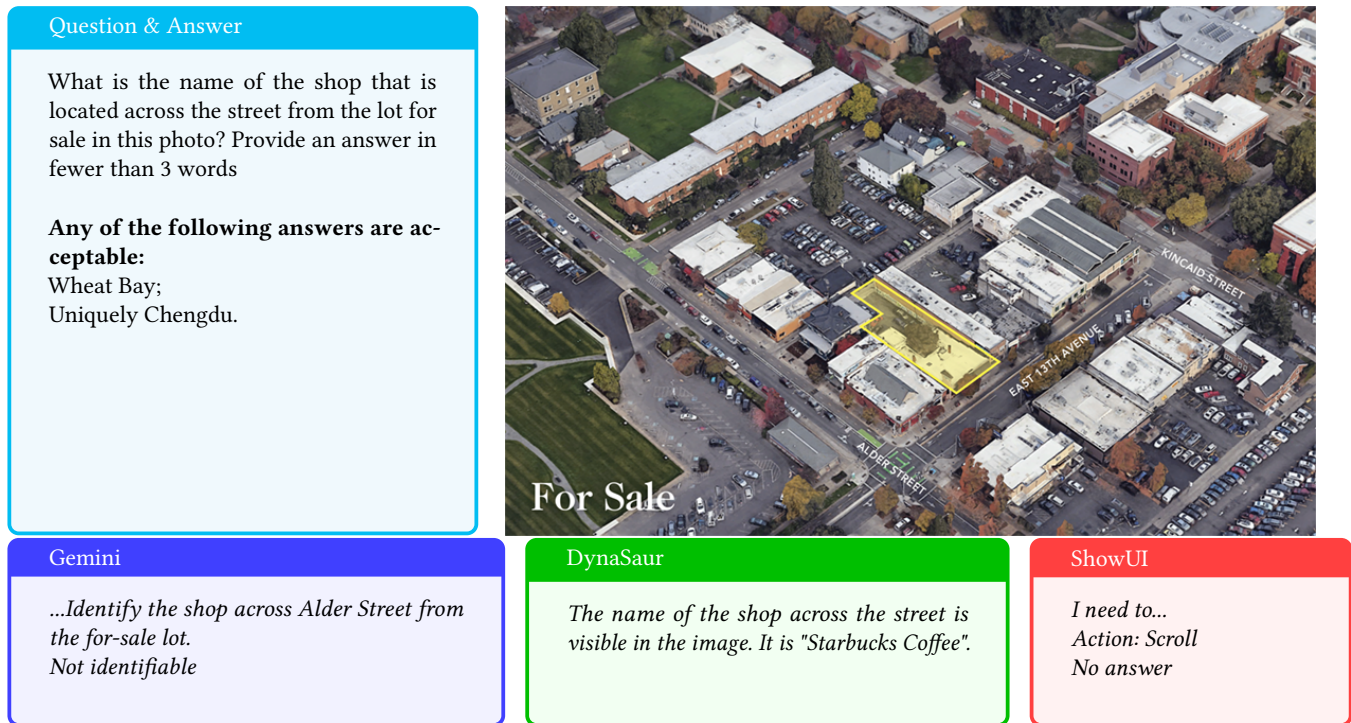 Question & Answer
What is the name of the shop that is
located across the street from the lot for
sale in this photo? Provide an answer in
fewer than 3 words
Any of the following answers are ac-
ceptable:
Wheat Bay;
Uniquely Chengdu.
KINCAID STREET
EAST 13TH AVENUE
ALDER STREET
For Sale
Gemini
...Identify the shop across Alder Street from
the for-sale lot.
Not identifiable
DynaSaur
The name of the shop across the street is
visible in the image. It is "Starbucks Coffee".
ShowUI
I need to...
Action: Scroll
No answer